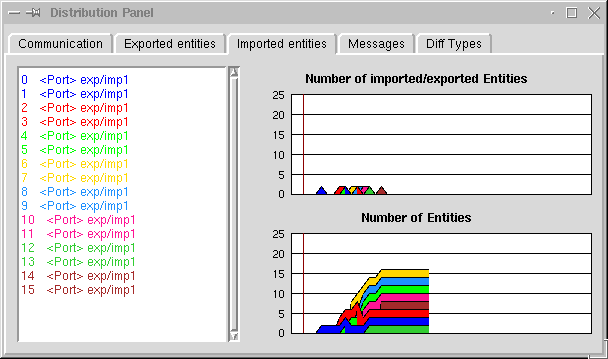 Distribution Panel
Communication Exported entities Imported entities Messages Diff Types
0 <Port> exp/imp1
1 <Port> exp/imp1
2 <Port> exp/imp1
3 <Port> exp/imp1
4 <Port> exp/imp1
5 <Port> exp/imp1
6 <Port> exp/imp1
7 <Port> exp/imp1
8 <Port> exp/imp1
9 <Port> exp/imp1
10 <Port> exp/imp1
11 <Port> exp/imp1
12 <Port> exp/imp1
13 <Port> exp/imp1
14 <Port> exp/imp1
15 <Port> exp/imp1
Number of imported/exported Entities
25
20
15
10
5
0
Number of Entities
25
20
15
10
5
0